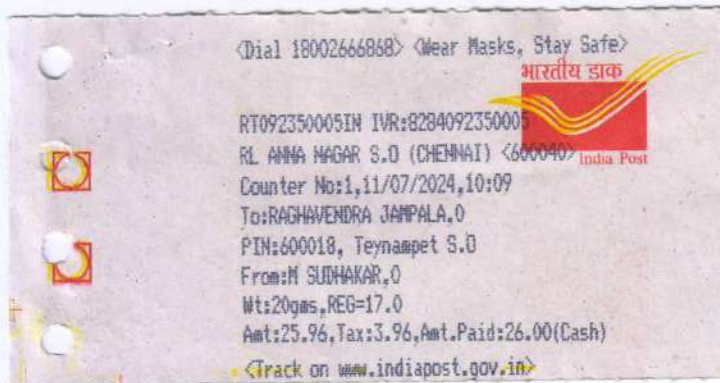 <Dial 18002666868> <Wear Masks, Stay Safe>
भारतीय डाक
RT092350005IN IVR:8284092350005
RL ANNA NAGAR S.O (CHENNAI) <600040>
India Post
Counter No:1,11/07/2024,10:09
To:RAGHAVENDRA JAMPALA,O
PIN:600018, Teynampet S.O
From:M SUDHAKAR,O
Wt:20gms,REG=17.0
Amt:25.96,Tax:3.96,Amt.Paid:26.00(Cash)
<Track on www.indiapost.gov.in>